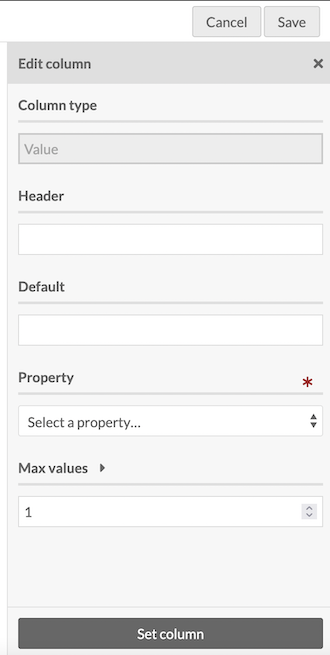 Cancel Save
Edit column ×
Column type
Value
Header
Default
Property *
Select a property...
Max values
1
Set column